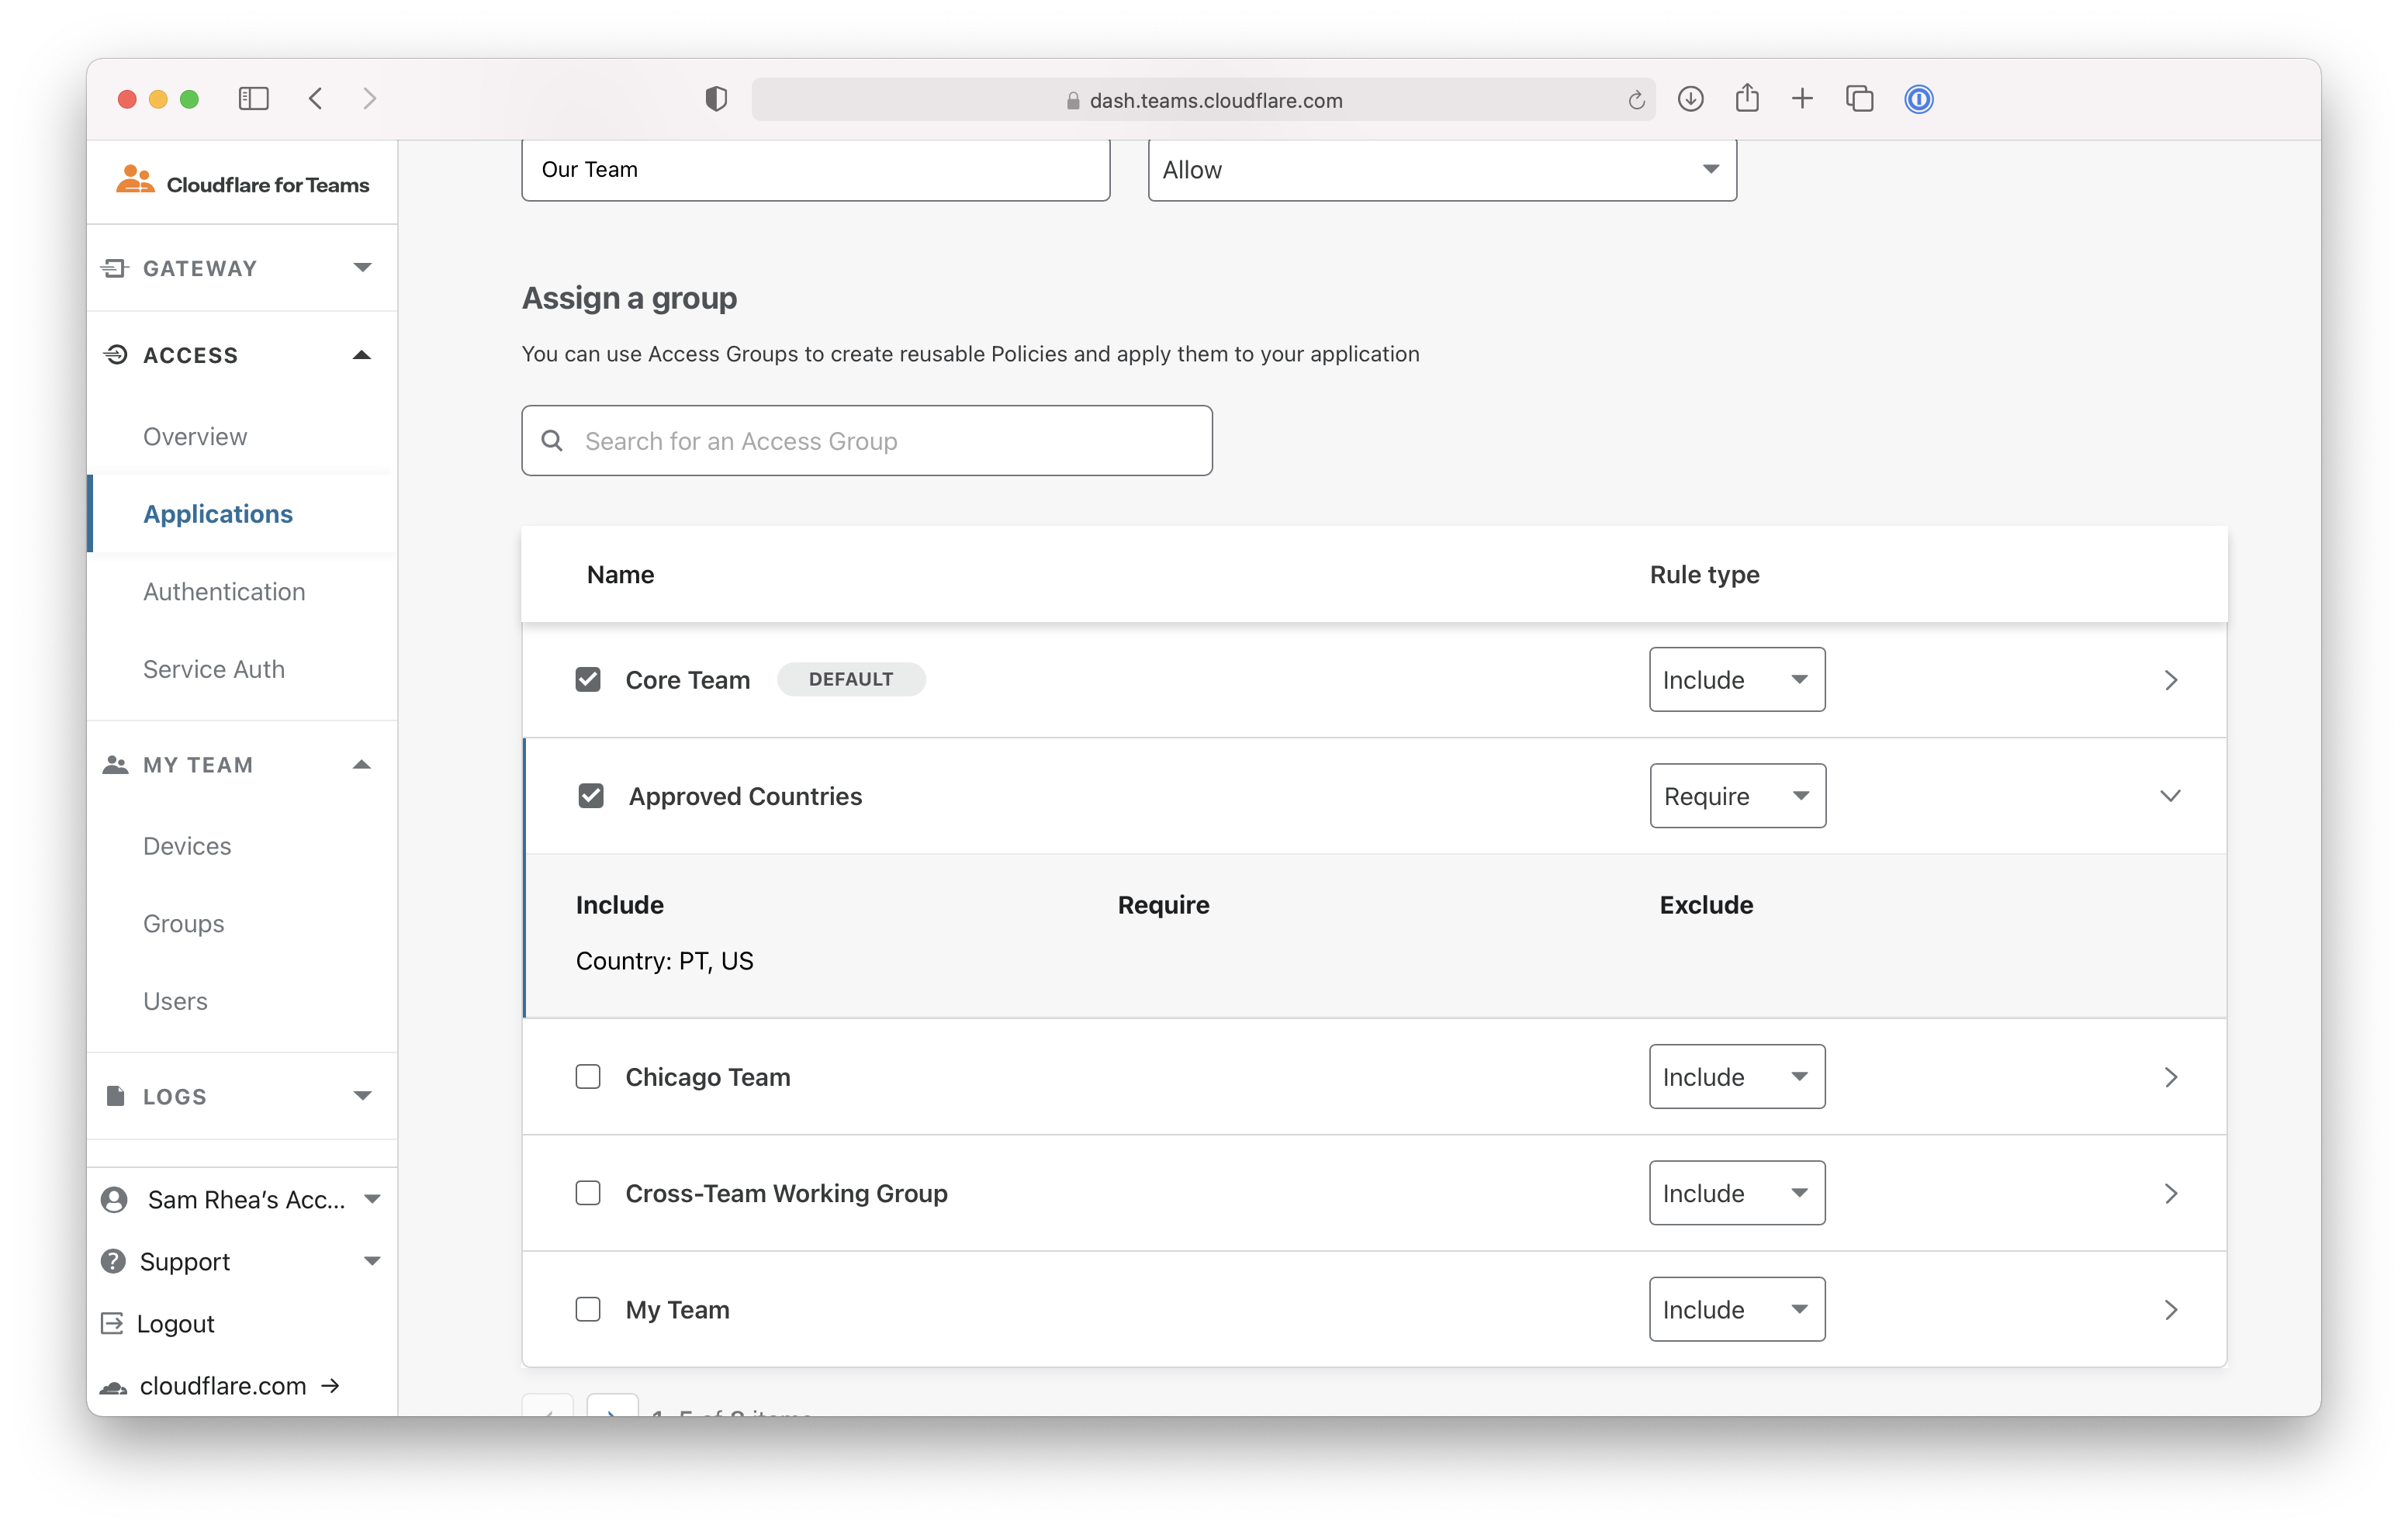 dash.teams.cloudflare.com
Cloudflare for Teams
Our Team
Allow
GATEWAY
ACCESS
Overview
Applications
Authentication
Service Auth
MY TEAM
Devices
Groups
Users
LOGS
Sam Rhea's Acc...
Support
Logout
cloudflare.com →
Assign a group
You can use Access Groups to create reusable Policies and apply them to your application
Search for an Access Group
Name Rule type
Core Team DEFAULT Include
Approved Countries Require
Include Require Exclude
Country: PT, US
Chicago Team Include
Cross-Team Working Group Include
My Team Include